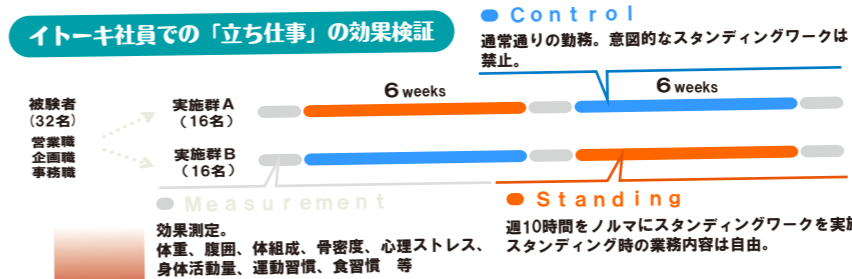 イトーキ社員での「立ち仕事」の効果検証
Control
通常通りの勤務。意図的なスタンディングワークは
禁止。
6 weeks
6 weeks
被験者
(32名)
営業職
企画職
事務職
実施群A
(16名)
実施群B
(16名)
Measurement
効果測定。
体重、腹囲、体組成、骨密度、心理ストレス、
身体活動量、運動習慣、食習慣 等
Standing
週10時間をノルマにスタンディングワークを実施
スタンディング時の業務内容は自由。